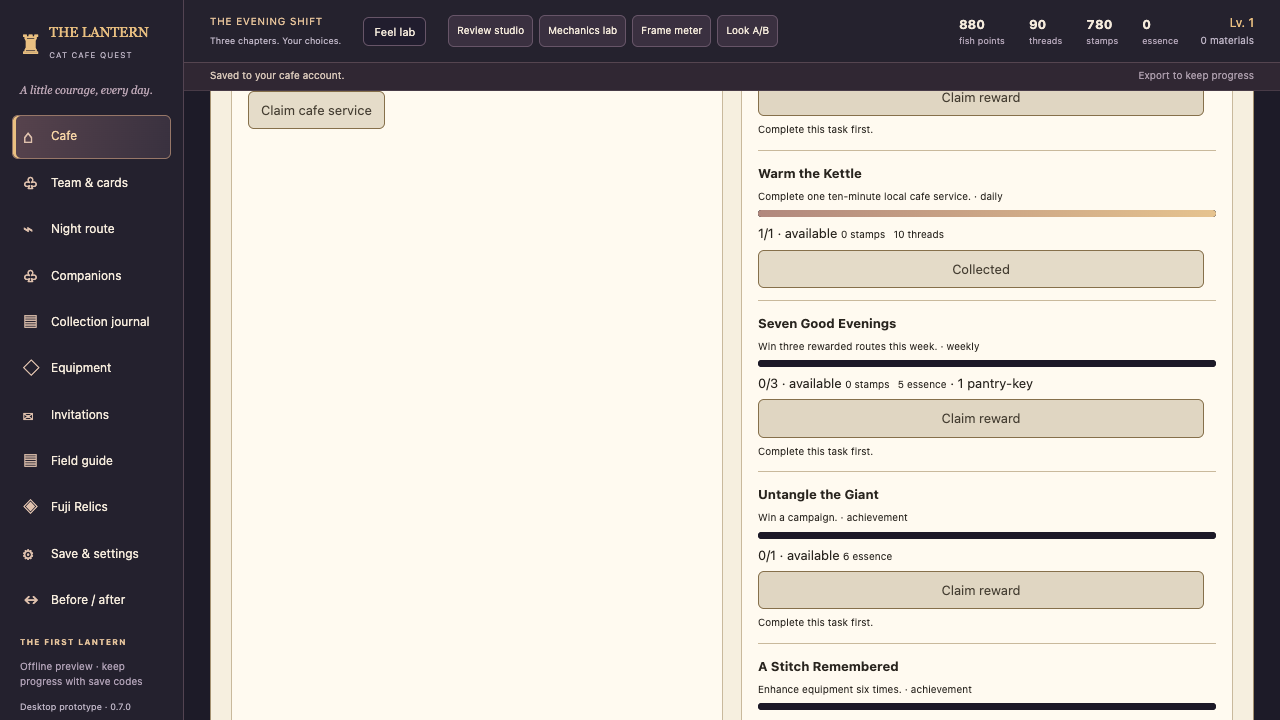 THE LANTERN
CAT CAFE QUEST
A little courage, every day.
Cafe
Team & cards
Night route
Companions
Collection journal
Equipment
Invitations
Field guide
Fuji Relics
Save & settings
Before / after
THE FIRST LANTERN
Offline preview · keep
progress with save codes
Desktop prototype · 0.7.0
THE EVENING SHIFT
Three chapters. Your choices.
Feel lab
Review studio
Mechanics lab
Frame meter
Look A/B
880
fish points
90
threads
780
stamps
0
essence
Lv. 1
0 materials
Saved to your cafe account.
Export to keep progress
Claim cafe service
Claim reward
Complete this task first.
Warm the Kettle
Complete one ten-minute local cafe service. · daily
1/1 · available 0 stamps 10 threads
Collected
Seven Good Evenings
Win three rewarded routes this week. · weekly
0/3 · available 0 stamps 5 essence · 1 pantry-key
Claim reward
Complete this task first.
Untangle the Giant
Win a campaign. · achievement
0/1 · available 6 essence
Claim reward
Complete this task first.
A Stitch Remembered
Enhance equipment six times. · achievement